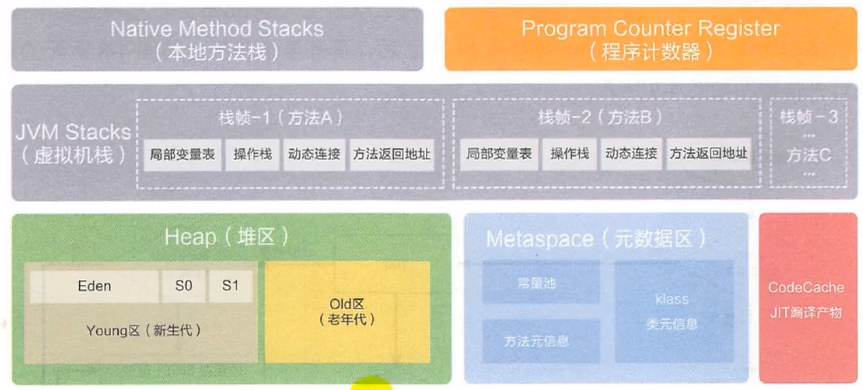 Native Method Stacks
（本地方法栈）
Program Counter Register
（程序计数器）
JVM Stacks
（虚拟机栈）
栈帧-1（方法A）
局部变量表
操作栈
动态连接
方法返回地址
栈帧-2（方法B）
局部变量表
操作栈
动态连接
方法返回地址
栈帧-3
...
方法C
...
Heap（堆区）
Eden
S0
S1
Young区（新生代）
Old区
（老年代）
Metaspace（元数据区）
常量池
方法元信息
klass
类元信息
CodeCache
JIT编译产物